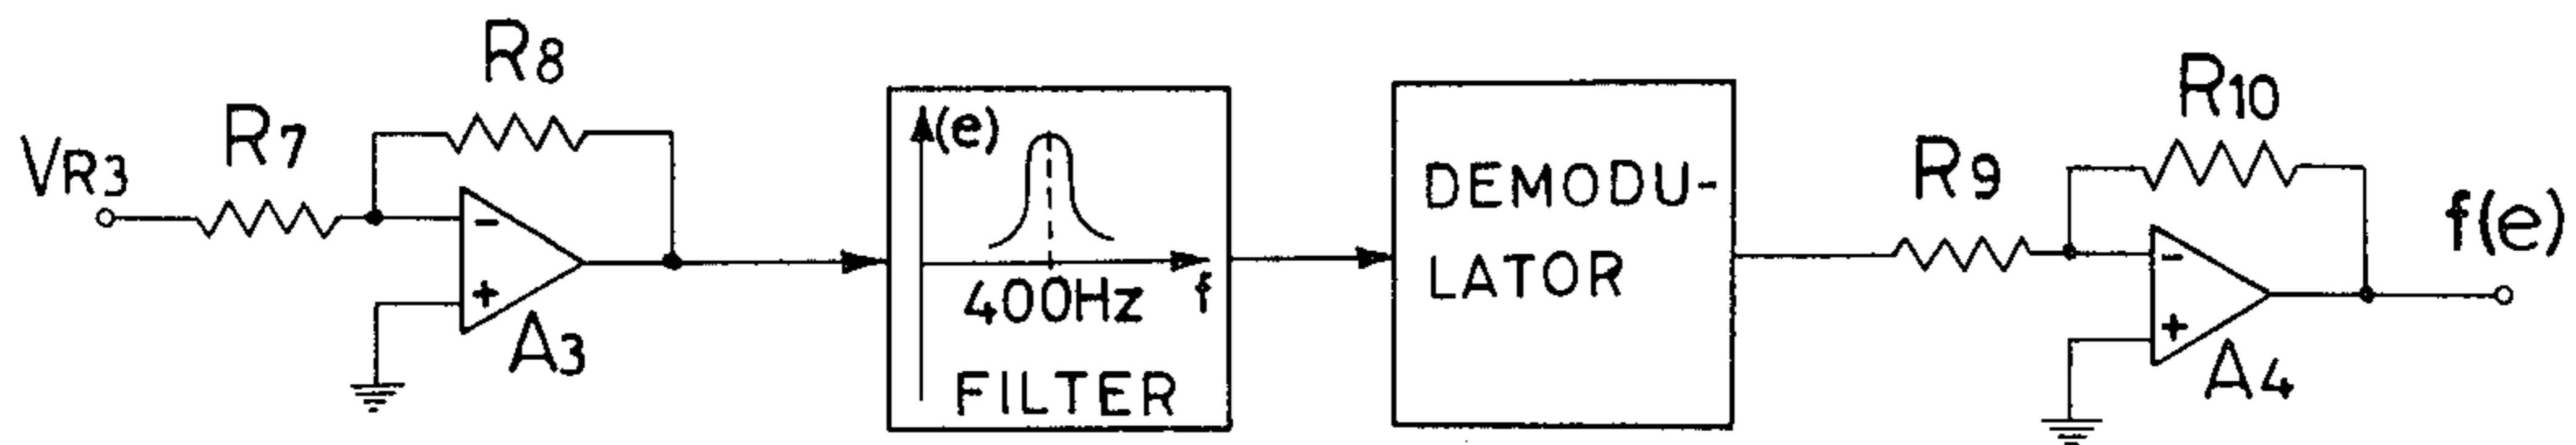 VR3
R7
R8
-
+
A3
(e)
400Hz f
FILTER
DEMODU-
LATOR
R9
R10
-
+
A4
f(e)